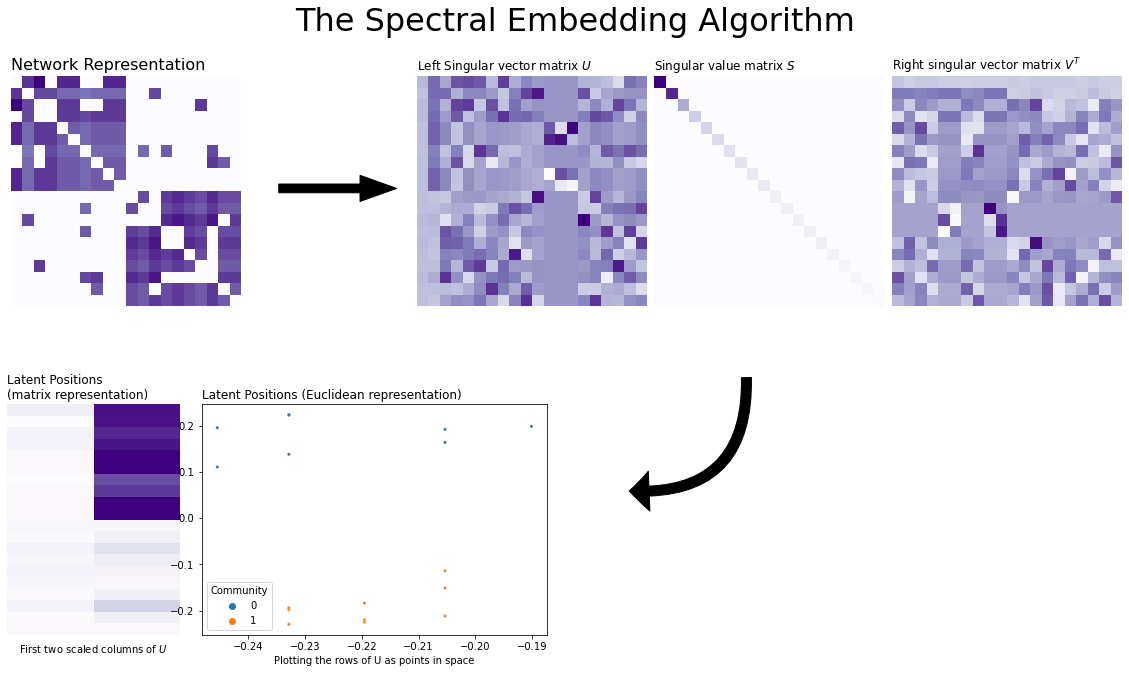 The Spectral Embedding Algorithm
Network Representation
Left Singular vector matrix U
Singular value matrix S
Right singular vector matrix V^T
Latent Positions
(matrix representation)
First two scaled columns of U
Latent Positions (Euclidean representation)
0.2
0.1
0.0
−0.1
−0.2
Community
0
1
−0.24
−0.23
−0.22
−0.21
−0.20
−0.19
Plotting the rows of U as points in space